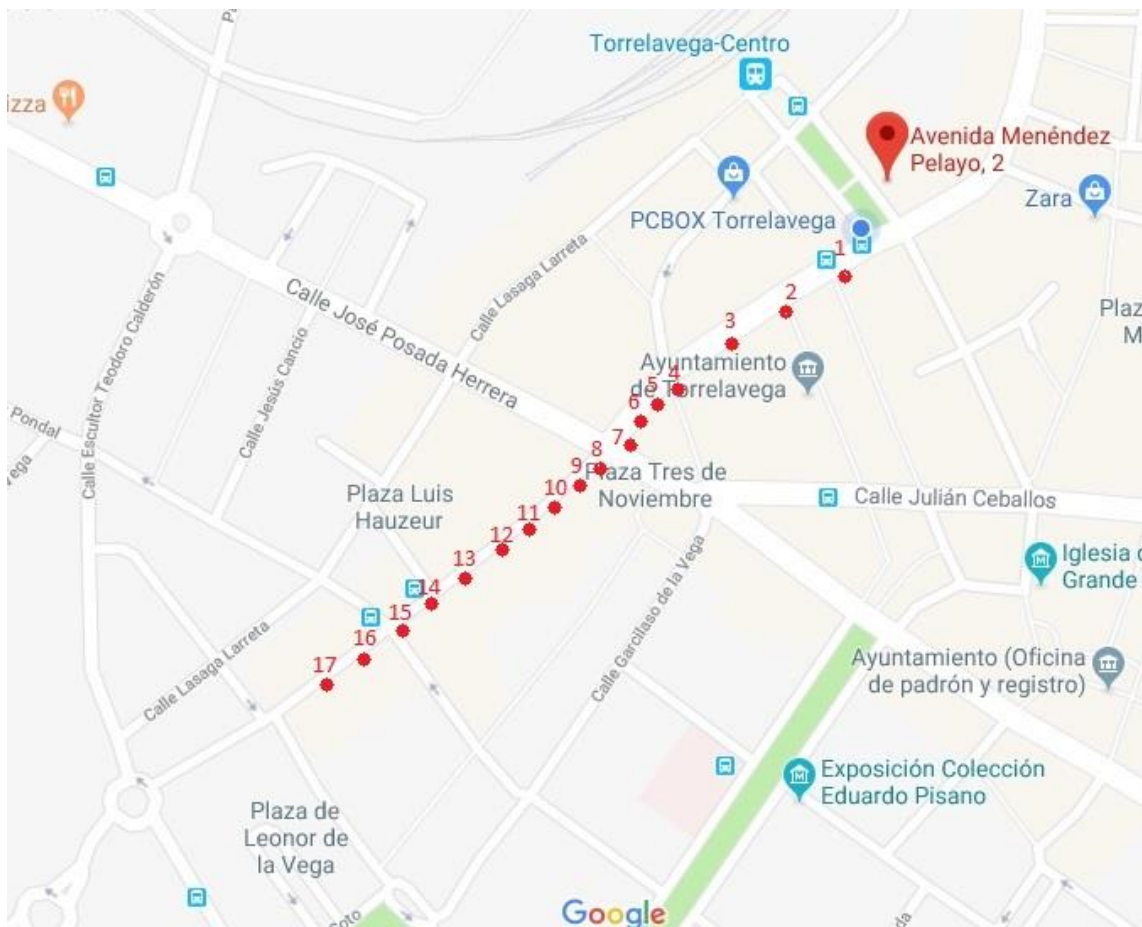 Torrelavega-Centro
izza
Avenida Menéndez
Pelayo, 2
Zara
PCBOX Torrelavega
1
2
3
Calle Lasaga Larreta
Calle Escultor Teodoro Calderón
Calle José Posada Herrera
Calle Jesús Cancio
Plaz
M
Ayuntamiento
de Torrelavega
4
5
6
7
8
9
Plaza Tres de
Noviembre
10
11
12
13
14
15
16
17
Pondal
ega
Plaza Luis
Hauzeur
Calle Julián Ceballos
Iglesia
Grande
Calle Garcilaso de la Vega
Calle Lasaga Larreta
Ayuntamiento (Oficina
de padrón y registro)
Exposición Colección
Eduardo Pisano
Plaza de
Leonor de
la Vega
oto
Google
da